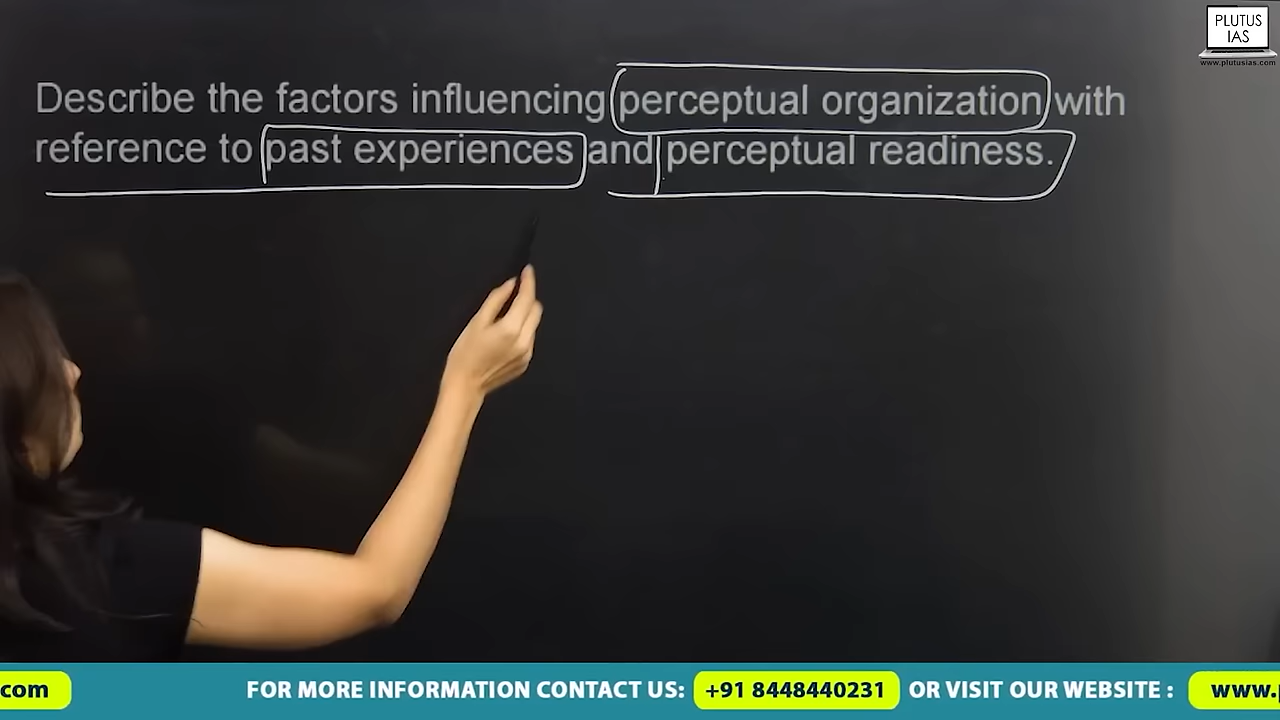 PLUTUS
IAS
www.plutusias.com
Describe the factors influencing perceptual organization with
reference to past experiences and perceptual readiness.
.com
FOR MORE INFORMATION CONTACT US: +91 8448440231 OR VISIT OUR WEBSITE : www.p